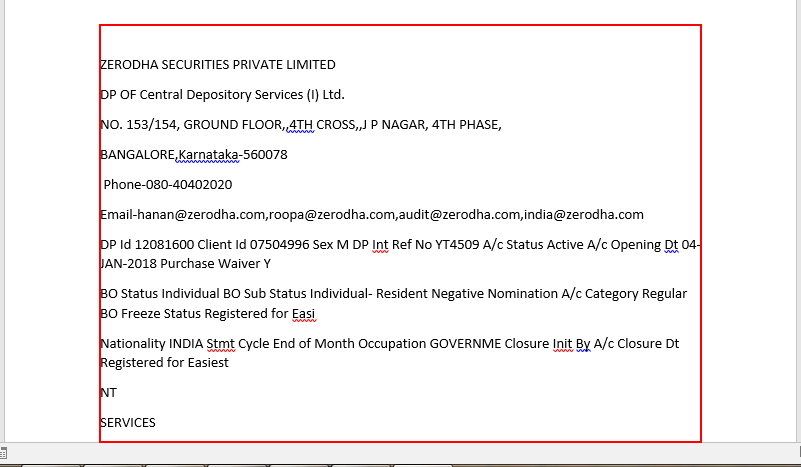 ZERODHA SECURITIES PRIVATE LIMITED
DP OF Central Depository Services (I) Ltd.
NO. 153/154, GROUND FLOOR,,4TH CROSS,,J P NAGAR, 4TH PHASE,
BANGALORE,Karnataka-560078
Phone-080-40402020
Email-hanan@zerodha.com,roopa@zerodha.com,audit@zerodha.com,india@zerodha.com
DP Id 12081600 Client Id 07504996 Sex M DP Int Ref No YT4509 A/c Status Active A/c Opening Dt 04-
JAN-2018 Purchase Waiver Y
BO Status Individual BO Sub Status Individual- Resident Negative Nomination A/c Category Regular
BO Freeze Status Registered for Easi
Nationality INDIA Stmt Cycle End of Month Occupation GOVERNME Closure Init By A/c Closure Dt
Registered for Easiest
NT
SERVICES